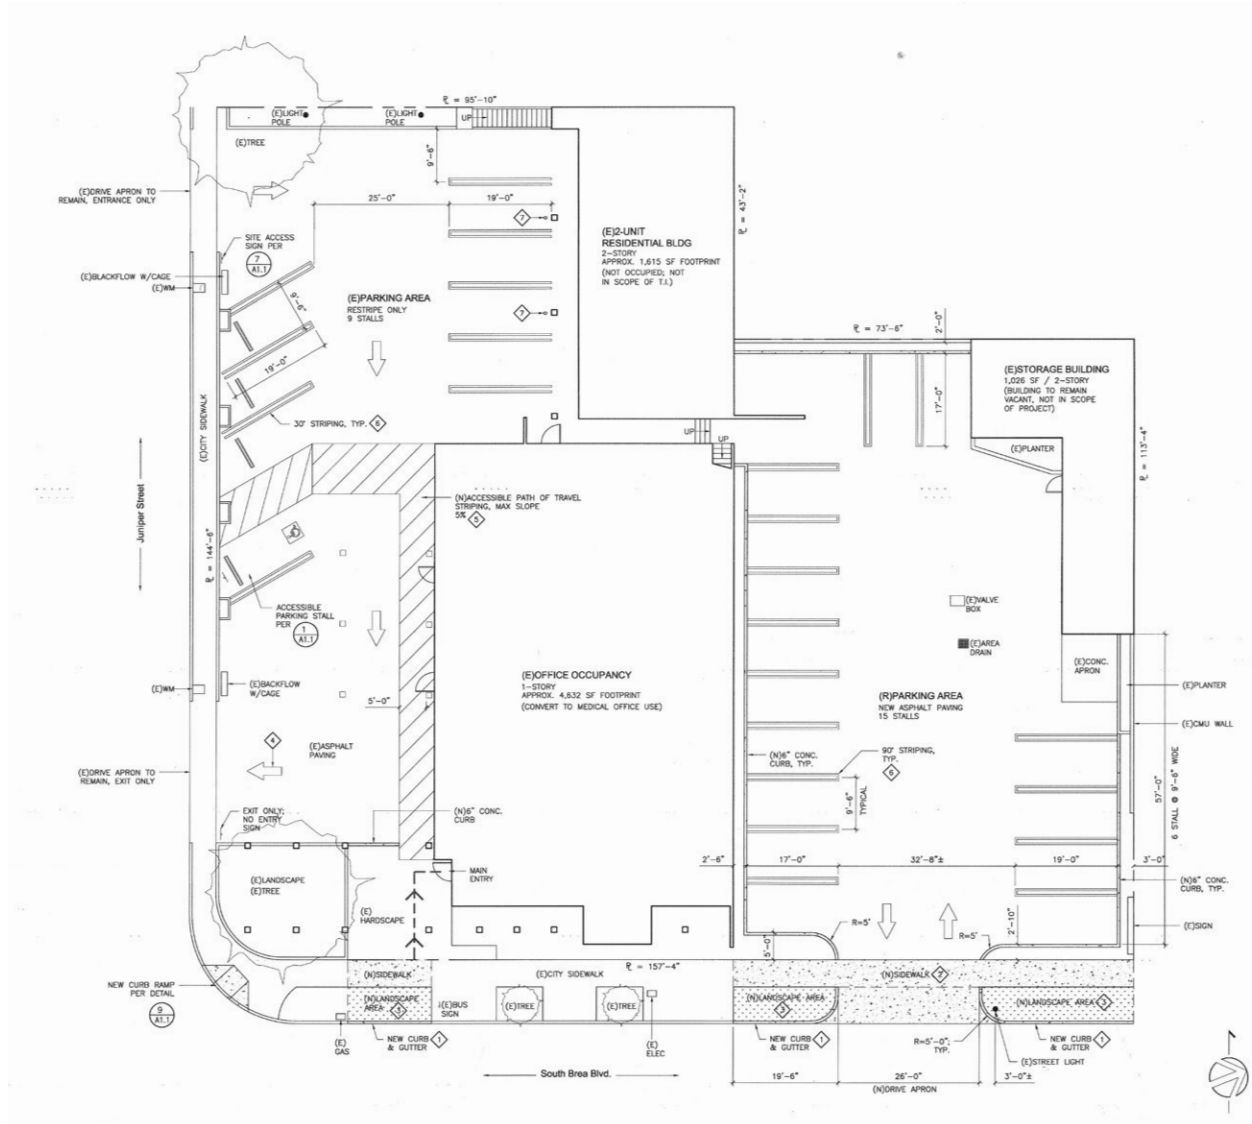 ℄ = 95'-10"
(E)LIGHT
POLE
(E)LIGHT
POLE
UP
(E)TREE
9'-6"
(E)DRIVE APRON TO
REMAIN, ENTRANCE ONLY
25'-0"
19'-0"
7
℄ = 43'-2"
(E)2-UNIT
RESIDENTIAL BLDG
2-STORY
APPROX. 1,615 SF FOOTPRINT
(NOT OCCUPIED; NOT
IN SCOPE OF T.I.)
SITE ACCESS
SIGN PER
7
A1.1
(E)BLACKFLOW W/CAGE
(E)WM
9'-6"
(E)PARKING AREA
RESTRIPE ONLY
9 STALLS
7
℄ = 73'-6"
2'-0"
19'-0"
17'-0"
(E)STORAGE BUILDING
1,026 SF / 2-STORY
(BUILDING TO REMAIN
VACANT, NOT IN SCOPE
OF PROJECT)
(E)CITY SIDEWALK
30' STRIPING, TYP. 6
UP
UP
(E)PLANTER
℄ = 113'-4"
Juniper Street
℄ = 144'-6"
(N)ACCESSIBLE PATH OF TRAVEL
STRIPING, MAX SLOPE
5% 5
ACCESSIBLE
PARKING STALL
PER
1
A1.1
(E)VALVE
BOX
(E)AREA
DRAIN
(E)CONC.
APRON
(E)WM
(E)BACKFLOW
W/CAGE
5'-0"
(E)OFFICE OCCUPANCY
1-STORY
APPROX. 4,632 SF FOOTPRINT
(CONVERT TO MEDICAL OFFICE USE)
(R)PARKING AREA
NEW ASPHALT PAVING
15 STALLS
(E)PLANTER
(E)CMU WALL
4
(E)ASPHALT
PAVING
(N)6" CONC.
CURB, TYP.
90' STRIPING,
TYP.
6
(E)DRIVE APRON TO
REMAIN, EXIT ONLY
9'-6"
TYPICAL
57'-0"
6 STALL @ 9'-6" WIDE
EXIT ONLY;
NO ENTRY
SIGN
(N)6" CONC.
CURB
2'-6"
17'-0"
32'-8"±
19'-0"
3'-0"
MAIN
ENTRY
(E)LANDSCAPE
(E)TREE
(N)6" CONC.
CURB, TYP.
(E)
HARDSCAPE
R=5'
R=5'
2'-10"
(E)SIGN
5'-0"
℄ = 157'-4"
(N)SIDEWALK
(E)CITY SIDEWALK
(N)SIDEWALK 2
NEW CURB RAMP
PER DETAIL
9
A1.1
(N)LANDSCAPE
AREA 3
(E)BUS
SIGN
(E)TREE
(E)TREE
(N)LANDSCAPE AREA
3
(N)LANDSCAPE AREA 3
(E)
GAS
NEW CURB
& GUTTER
1
(E)
ELEC
NEW CURB
& GUTTER
1
R=5'-0";
TYP.
NEW CURB
& GUTTER
1
(E)STREET LIGHT
South Brea Blvd.
19'-6"
26'-0"
(N)DRIVE APRON
3'-0"±